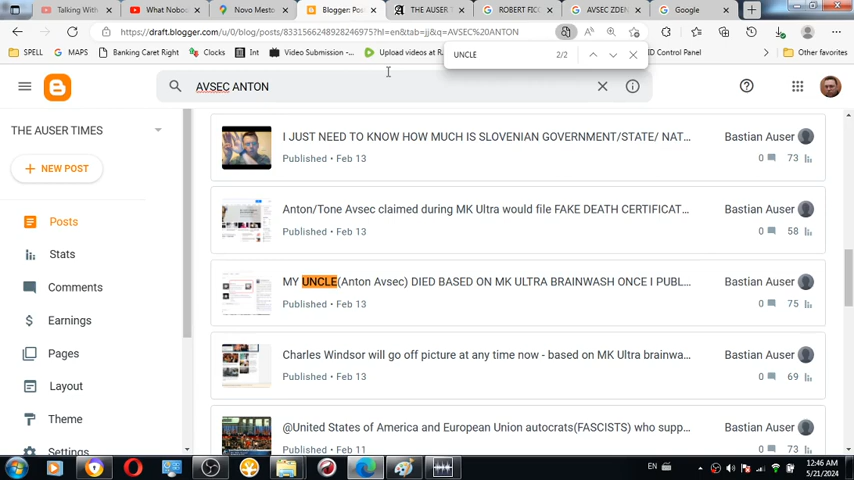 Talking With
What Nobo
Novo Mesto
Blogger: Pos
THE AUSER T
ROBERT FICO
AVSEC ZDEN
Google
https://draft.blogger.com/u/0/blog/posts/8331566248928246975?hl=en&tab=jj&q=AVSEC%20ANTON
SPELL
MAPS
Banking Caret Right
Clocks
Int
Video Submission -...
Upload videos at Ru
D Control Panel
Other favorites
UNCLE 2/2
AVSEC ANTON
THE AUSER TIMES
NEW POST
Posts
Stats
Comments
Earnings
Pages
Layout
Theme
Settings
I JUST NEED TO KNOW HOW MUCH IS SLOVENIAN GOVERNMENT/STATE/ NAT... Bastian Auser
Published • Feb 13 0 73
Anton/Tone Avsec claimed during MK Ultra would file FAKE DEATH CERTIFICAT... Bastian Auser
Published • Feb 13 0 58
MY UNCLE(Anton Avsec) DIED BASED ON MK ULTRA BRAINWASH ONCE I PUBL... Bastian Auser
Published • Feb 13 0 75
Charles Windsor will go off picture at any time now - based on MK Ultra brainwa... Bastian Auser
Published • Feb 13 0 69
@United States of America and European Union autocrats(FASCISTS) who supp... Bastian Auser
Published • Feb 11 0 73
EN
12:46 AM
5/21/2024